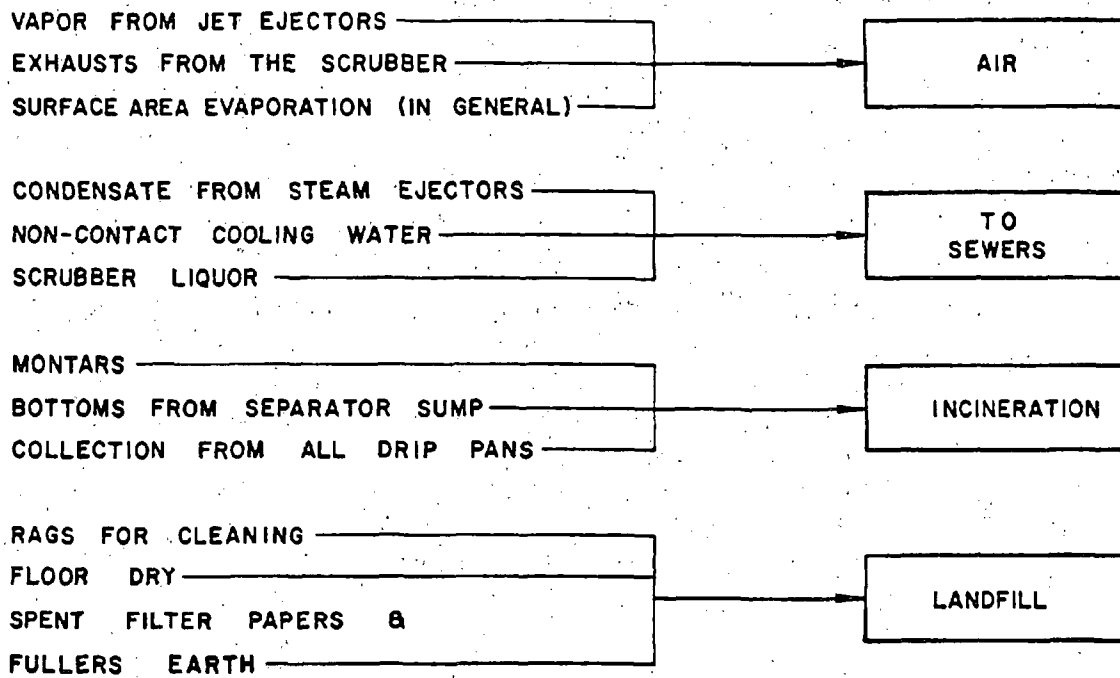 VAPOR FROM JET EJECTORS
EXHAUSTS FROM THE SCRUBBER
SURFACE AREA EVAPORATION (IN GENERAL)
AIR
CONDENSATE FROM STEAM EJECTORS
NON-CONTACT COOLING WATER
SCRUBBER LIQUOR
TO
SEWERS
MONTARS
BOTTOMS FROM SEPARATOR SUMP
COLLECTION FROM ALL DRIP PANS
INCINERATION
RAGS FOR CLEANING
FLOOR DRY
SPENT FILTER PAPERS &
FULLERS EARTH
LANDFILL